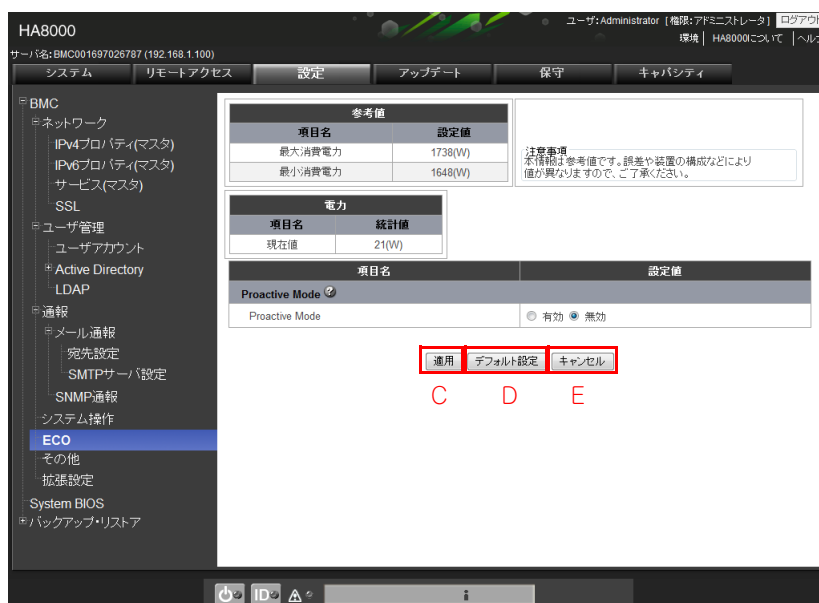 HA8000
ユーザ:Administrator [権限:アドミニストレータ] ログアウト
環境 | HA8000について | ヘル
サーバ名:BMC001697026787 (192.168.1.100)
システム リモートアクセス 設定 アップデート 保守 キャパシティ
BMC
ネットワーク
IPv4プロパティ(マスタ)
IPv6プロパティ(マスタ)
サービス(マスタ)
SSL
ユーザ管理
ユーザアカウント
Active Directory
LDAP
通報
メール通報
宛先設定
SMTPサーバ設定
SNMP通報
システム操作
ECO
その他
拡張設定
System BIOS
バックアップ・リストア
参考値
項目名 設定値
最大消費電力 1738(W)
最小消費電力 1648(W)
注意事項
本情報は参考値です。誤差や装置の構成などにより
値が異なりますので、ご了承ください。
電力
項目名 統計値
現在値 21(W)
項目名 設定値
Proactive Mode
Proactive Mode 有効 無効
適用 デフォルト設定 キャンセル
C D E
ID